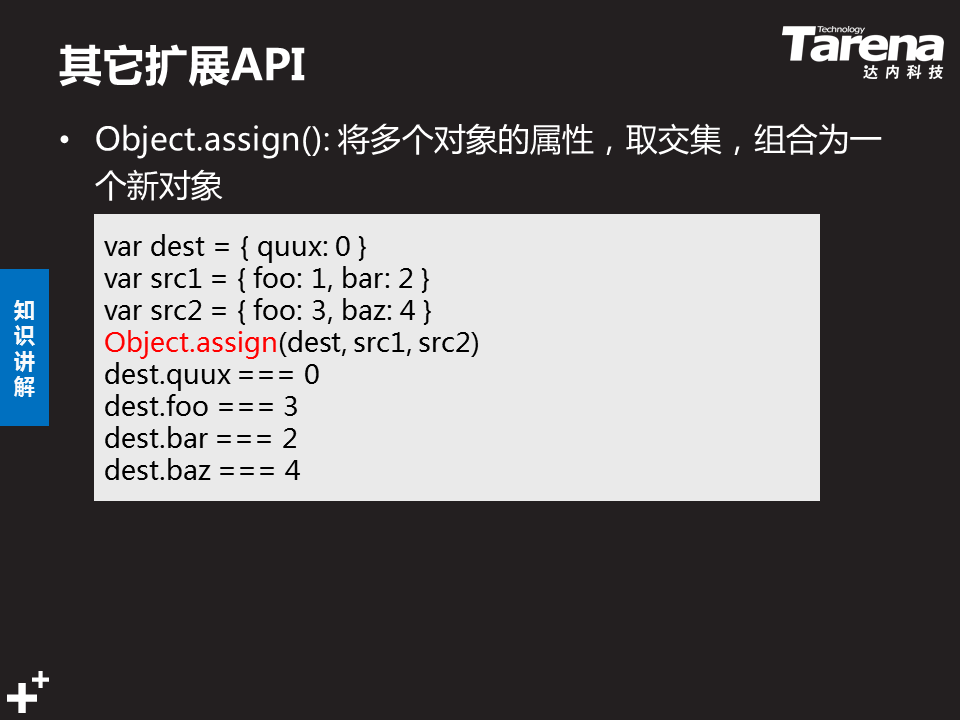 其它扩展API
Technology
Tarena
达内科技
• Object.assign(): 将多个对象的属性，取交集，组合为一
个新对象
var dest = { quux: 0 }
var src1 = { foo: 1, bar: 2 }
var src2 = { foo: 3, baz: 4 }
Object.assign(dest, src1, src2)
dest.quux === 0
dest.foo === 3
dest.bar === 2
dest.baz === 4
知
识
讲
解